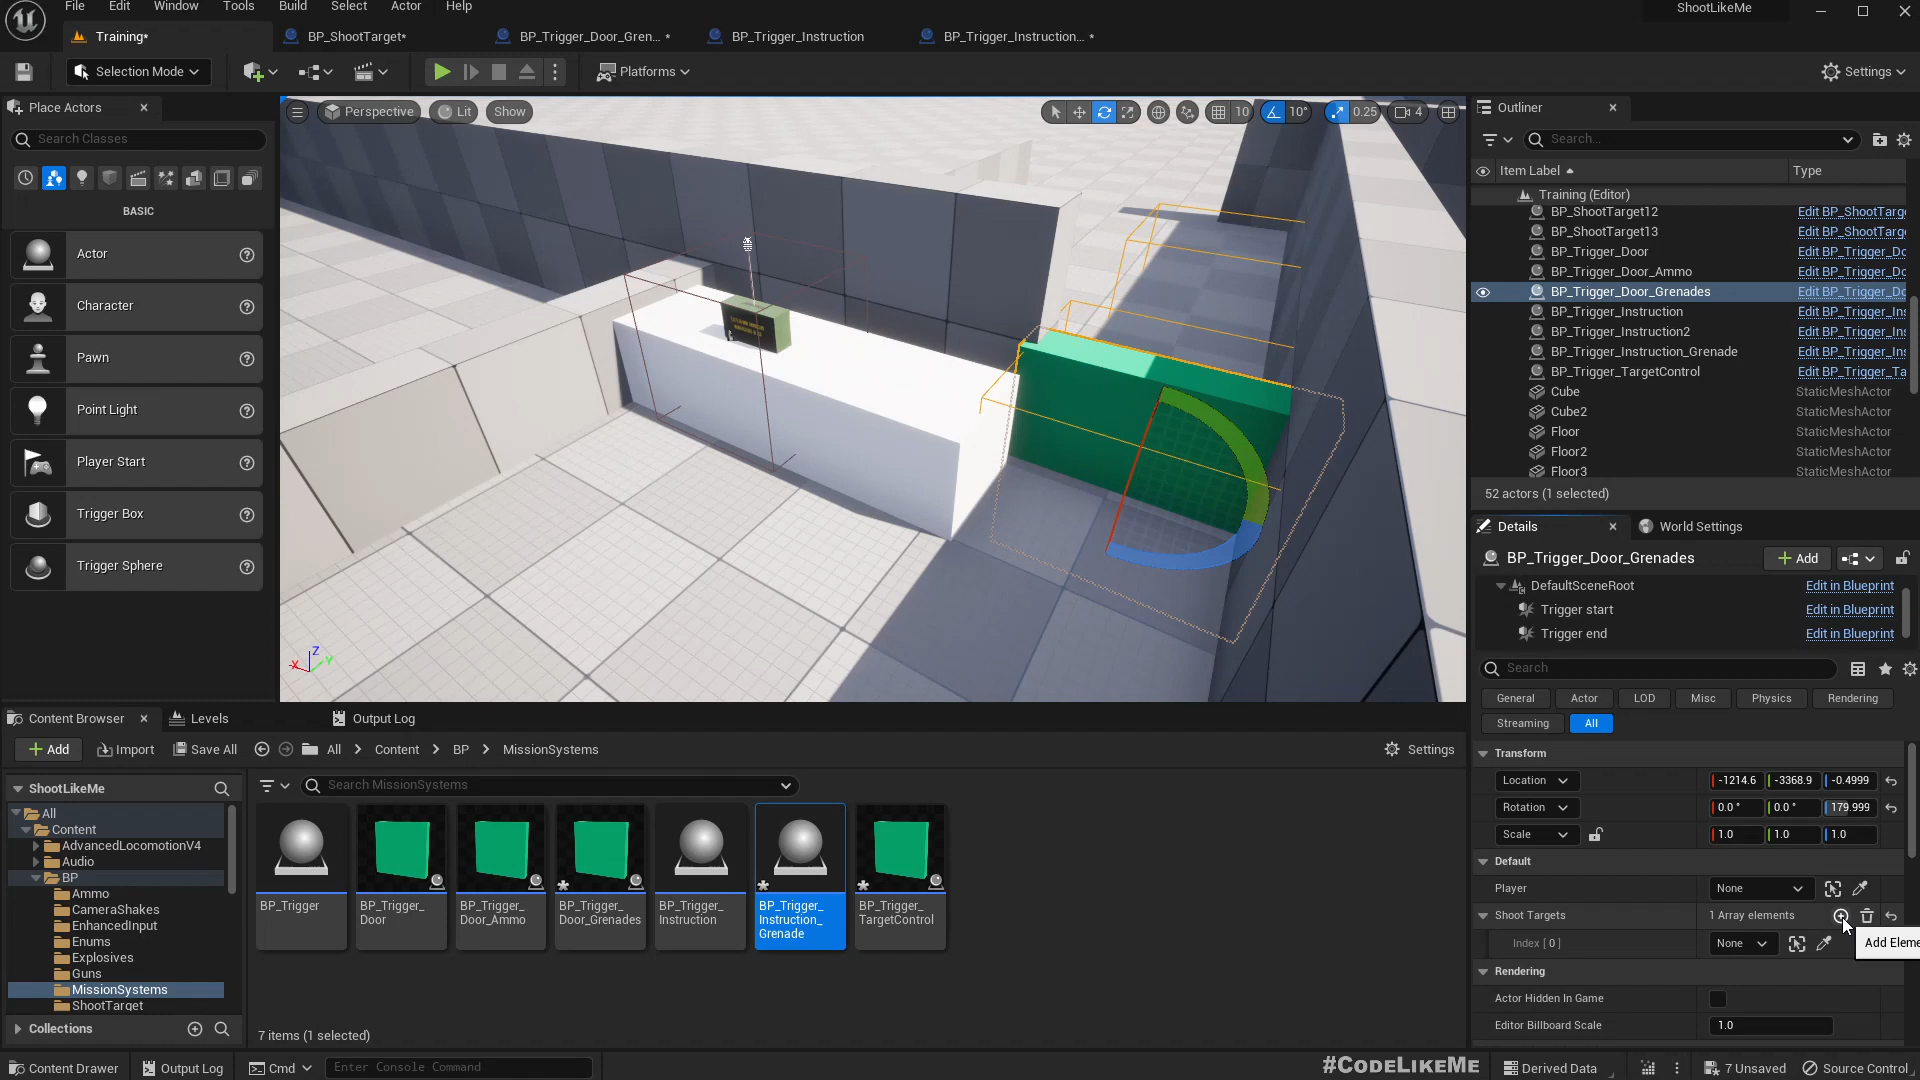 File Edit Window Tools Build Select Actor Help
ShootLikeMe
Training*
BP_ShootTarget*
BP_Trigger_Door_Gren... *
BP_Trigger_Instruction
BP_Trigger_Instruction... *
Selection Mode
Platforms
Settings
Place Actors
Search Classes
BASIC
Actor
Character
Pawn
Point Light
Player Start
Trigger Box
Trigger Sphere
Perspective
Lit
Show
10
10°
0.25
4
Z
X
Y
Outliner
Search...
Item Label
Type
Training (Editor)
BP_ShootTarget12 Edit BP_ShootTarg
BP_ShootTarget13 Edit BP_ShootTarg
BP_Trigger_Door Edit BP_Trigger_Do
BP_Trigger_Door_Ammo Edit BP_Trigger_Do
BP_Trigger_Door_Grenades Edit BP_Trigger_Do
BP_Trigger_Instruction Edit BP_Trigger_Ins
BP_Trigger_Instruction2 Edit BP_Trigger_Ins
BP_Trigger_Instruction_Grenade Edit BP_Trigger_Ins
BP_Trigger_TargetControl Edit BP_Trigger_Ta
Cube StaticMeshActor
Cube2 StaticMeshActor
Floor StaticMeshActor
Floor2 StaticMeshActor
Floor3 StaticMeshActor
52 actors (1 selected)
Details
World Settings
BP_Trigger_Door_Grenades
Add
DefaultSceneRoot Edit in Blueprint
Trigger start Edit in Blueprint
Trigger end Edit in Blueprint
Search
General Actor LOD Misc Physics Rendering
Streaming All
Transform
Location -1214.6 -3368.9 -0.4999
Rotation 0.0 ° 0.0 ° 179.999
Scale 1.0 1.0 1.0
Default
Player None
Shoot Targets 1 Array elements
Index [ 0 ] None
Add Eleme
Rendering
Actor Hidden In Game
Editor Billboard Scale 1.0
Content Browser
Levels
Output Log
Add
Import
Save All
All > Content > BP > MissionSystems
Settings
ShootLikeMe
Search MissionSystems
All
Content
AdvancedLocomotionV4
Audio
BP
Ammo
CameraShakes
EnhancedInput
Enums
Explosives
Guns
MissionSystems
ShootTarget
Collections
BP_Trigger
BP_Trigger_
Door
BP_Trigger_
Door_Ammo
BP_Trigger_
Door_Grenades
BP_Trigger_
Instruction
BP_Trigger_
Instruction_
Grenade
BP_Trigger_
TargetControl
7 items (1 selected)
Content Drawer
Output Log
Cmd
Enter Console Command
#CODELIKEME
Derived Data
7 Unsaved
Source Control